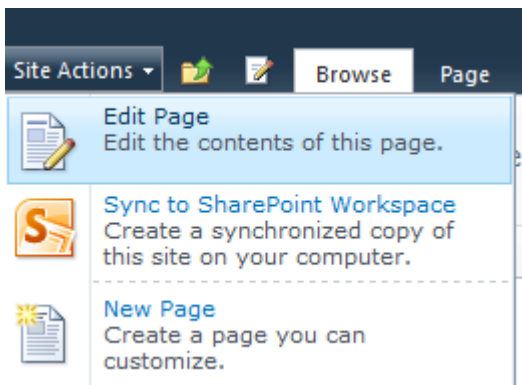 Site Actions Browse Page
Edit Page
Edit the contents of this page.
Sync to SharePoint Workspace
Create a synchronized copy of
this site on your computer.
New Page
Create a page you can
customize.